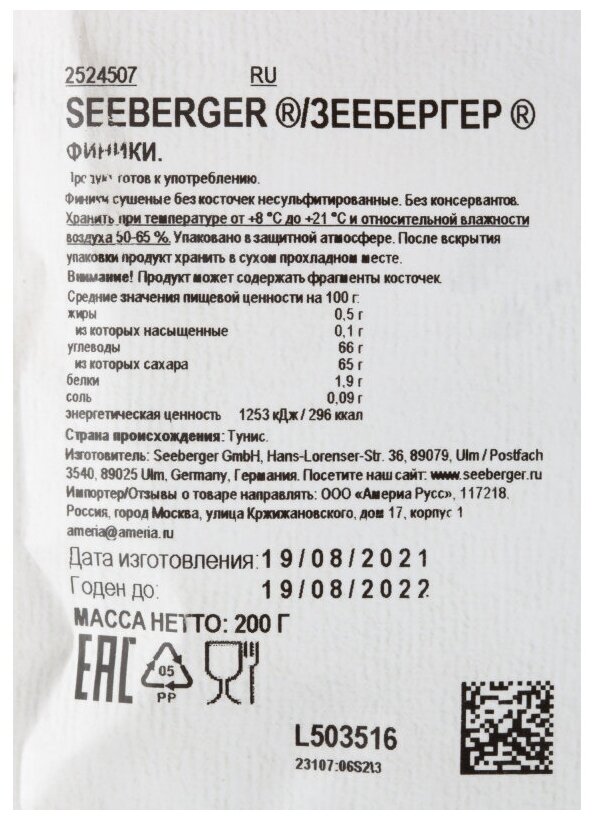 2524507 RU
SEEBERGER ®/ЗЕЕБЕРГЕР ®
ФИНИКИ.
Продукт готов к употреблению.
Финики сушеные без косточек несульфитированные. Без консервантов.
Хранить при температуре от +8 °C до +21 °C и относительной влажности
воздуха 50-65 %. Упаковано в защитной атмосфере. После вскрытия
упаковки продукт хранить в сухом прохладном месте.
Внимание! Продукт может содержать фрагменты косточек.
Средние значения пищевой ценности на 100 г:
жиры 0,5 г
из которых насыщенные 0,1 г
углеводы 66 г
из которых сахара 65 г
белки 1,9 г
соль 0,09 г
энергетическая ценность 1253 кДж / 296 ккал
Страна происхождения: Тунис.
Изготовитель: Seeberger GmbH, Hans-Lorenser-Str. 36, 89079, Ulm / Postfach
3540, 89025 Ulm, Germany, Германия. Посетите наш сайт: www.seeberger.ru
Импортер/Отзывы о товаре направлять: ООО «Америа Русс», 117218.
Россия, город Москва, улица Кржижановского, дом 17, корпус 1
ameria@ameria.ru
Дата изготовления: 19/08/2021
Годен до: 19/08/2022
МАССА НЕТТО: 200 Г
EAC 05
PP
L503516
23107:06S2\3